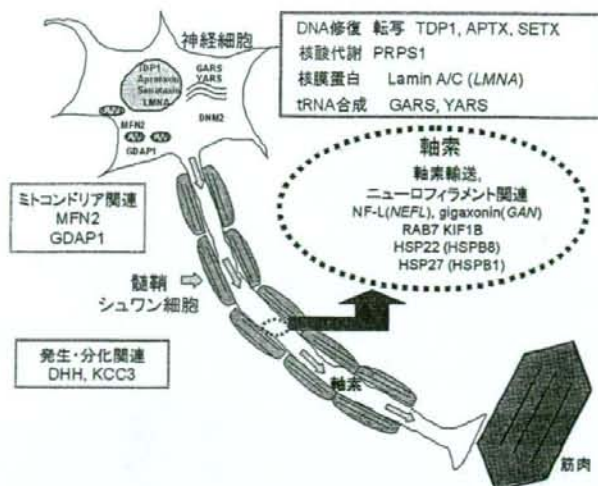 神経細胞
TDP1
Aprataxin
Senataxin
LMNA
GARS
YARS
MFN2
DNM2
GDAP1
DNA修復 転写 TDP1, APTX, SETX
核酸代謝 PRPS1
核膜蛋白 Lamin A/C (LMNA)
tRNA合成 GARS, YARS
軸索
軸索輸送,
ニューロフィラメント関連
NF-L(NEFL), gigaxonin(GAN)
RAB7 KIF1B
HSP22 (HSPB8)
HSP27 (HSPB1)
ミトコンドリア関連
MFN2
GDAP1
髄鞘
シュワン細胞
発生・分化関連
DHH, KCC3
軸索
筋肉